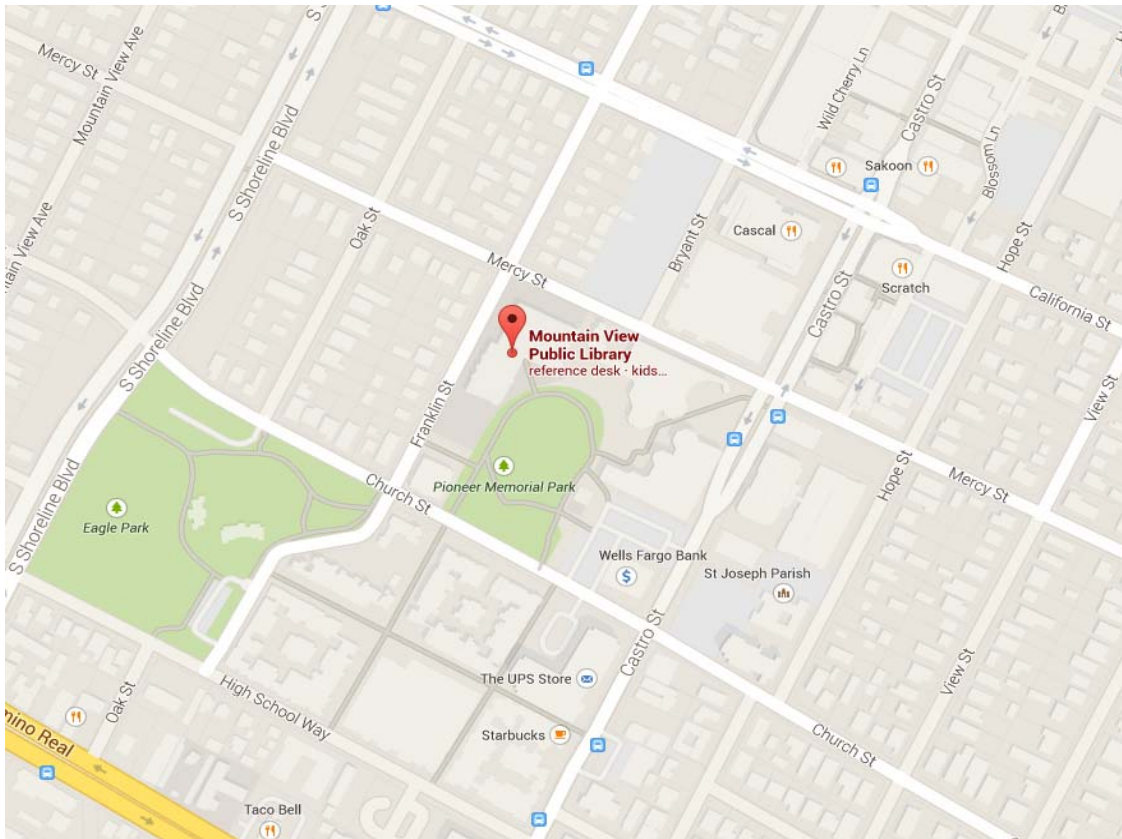 Mercy St
Mountain View Ave
S Shoreline Blvd
S Shoreline Blvd
Oak St
Wild Cherry Ln
Castro St
Sakoon
Blossom Ln
Cascal
Bryant St
Hope St
Scratch
California St
Castro St
Mercy St
Mountain View
Public Library
reference desk · kids...
S Shoreline Blvd
Franklin St
View St
Pioneer Memorial Park
Church St
Hope St
Mercy St
S Shoreline Blvd
Eagle Park
Wells Fargo Bank
$
St Joseph Parish
Castro St
View St
The UPS Store
High School Way
Oak St
Starbucks
Church St
mino Real
Taco Bell